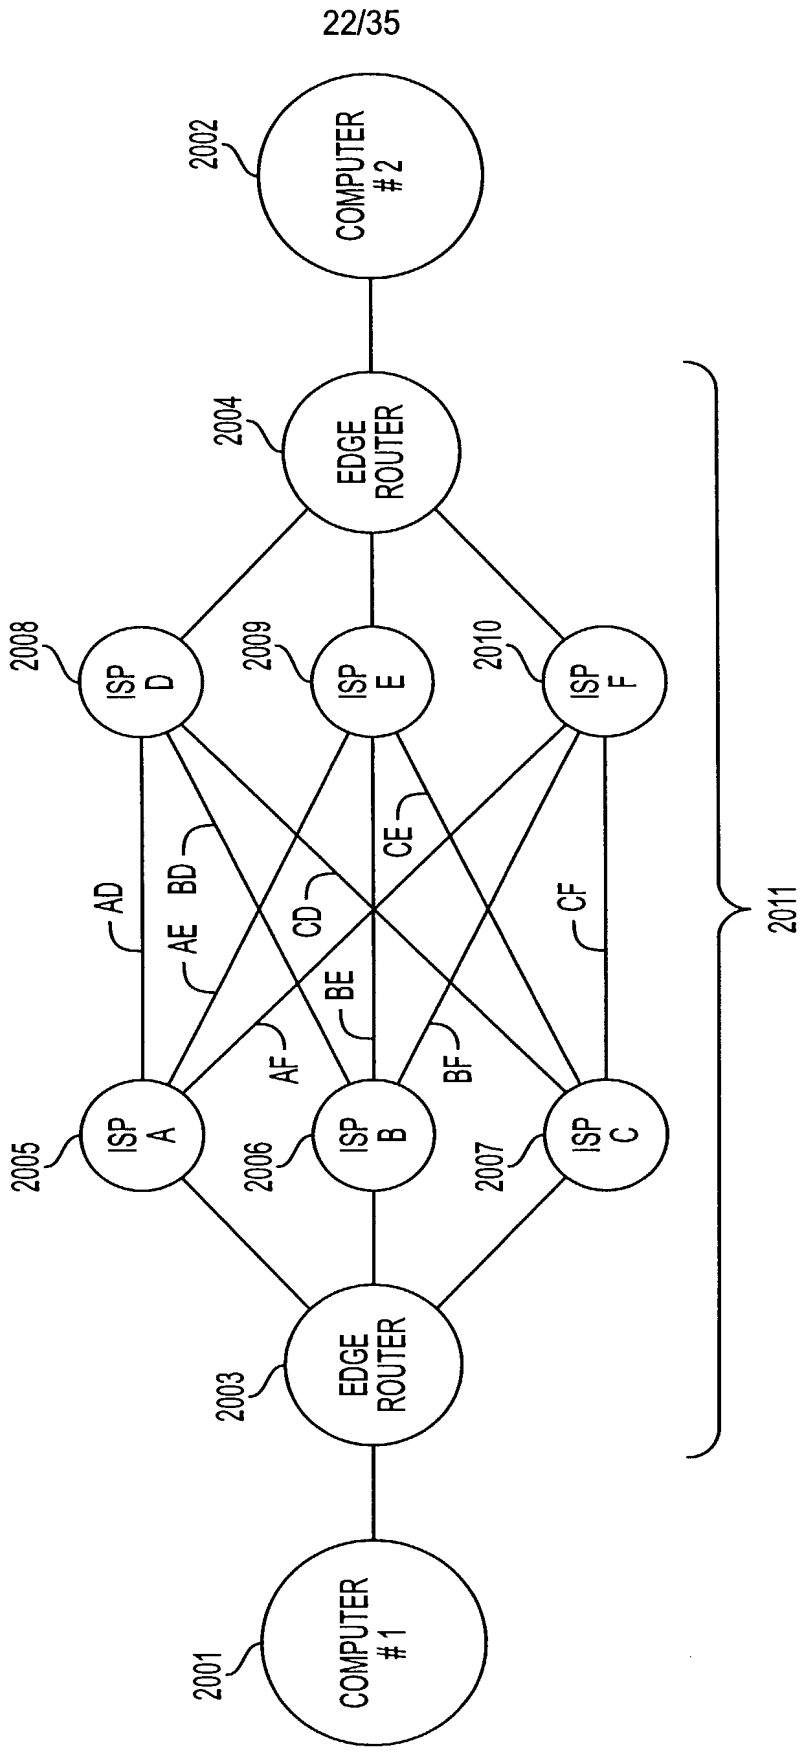 22/35
2001
COMPUTER
#1
2003
EDGE
ROUTER
2005
ISP
A
2006
ISP
B
2007
ISP
C
AD
AE
BD
AF
CD
BE
CE
BF
CF
2008
ISP
D
2009
ISP
E
2010
ISP
F
2004
EDGE
ROUTER
2002
COMPUTER
#2
2011